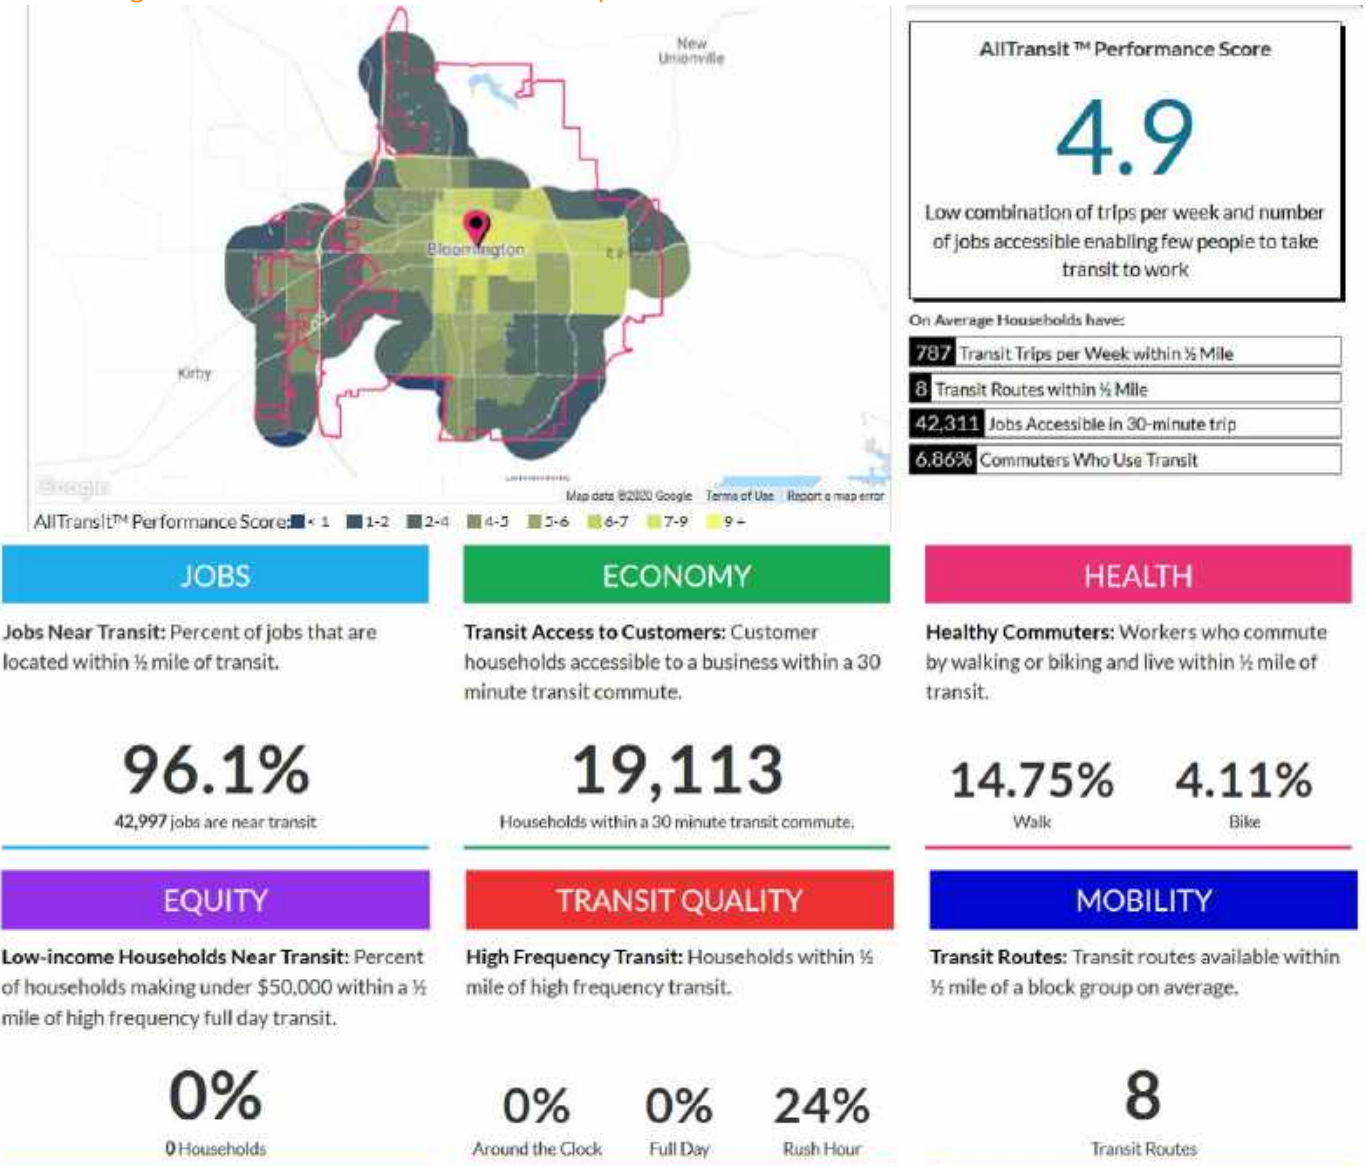 New
Unionville
Bloomington
Kirby
Google
Map data ©2020 Google Terms of Use Report a map error
AllTransit™ Performance Score: < 1 1-2 2-4 4-5 5-6 6-7 7-9 9 +
AllTransit ™ Performance Score
4.9
Low combination of trips per week and number
of jobs accessible enabling few people to take
transit to work
On Average Households have:
787 Transit Trips per Week within ½ Mile
8 Transit Routes within ½ Mile
42,311 Jobs Accessible in 30-minute trip
6.86% Commuters Who Use Transit
JOBS
Jobs Near Transit: Percent of jobs that are
located within ½ mile of transit.
96.1%
42,997 jobs are near transit
ECONOMY
Transit Access to Customers: Customer
households accessible to a business within a 30
minute transit commute.
19,113
Households within a 30 minute transit commute.
HEALTH
Healthy Commuters: Workers who commute
by walking or biking and live within ½ mile of
transit.
14.75% 4.11%
Walk Bike
EQUITY
Low-income Households Near Transit: Percent
of households making under $50,000 within a ½
mile of high frequency full day transit.
0%
0 Households
TRANSIT QUALITY
High Frequency Transit: Households within ½
mile of high frequency transit.
0% 0% 24%
Around the Clock Full Day Rush Hour
MOBILITY
Transit Routes: Transit routes available within
½ mile of a block group on average.
8
Transit Routes